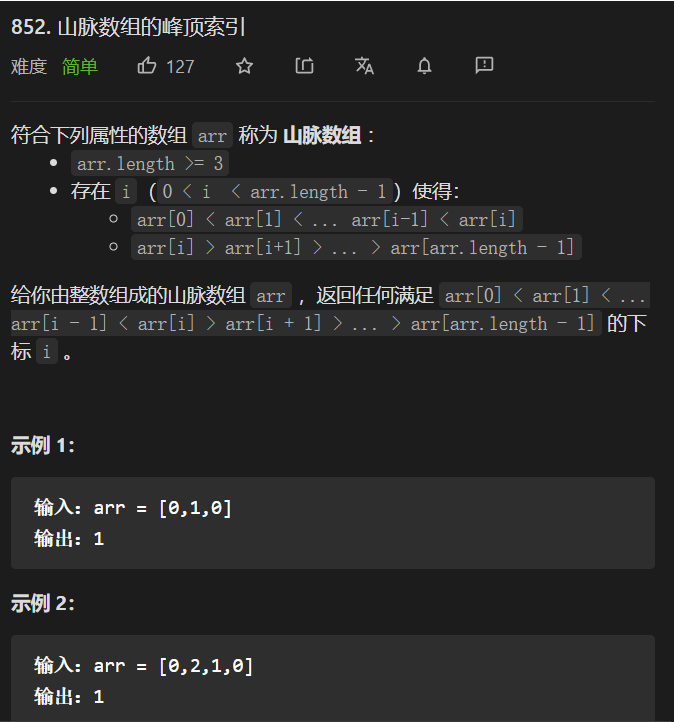 852. 山脉数组的峰顶索引
难度 简单 127
符合下列属性的数组 arr 称为 山脉数组 ：
• arr.length >= 3
• 存在 i （0 < i < arr.length - 1）使得：
○ arr[0] < arr[1] < ... arr[i-1] < arr[i]
○ arr[i] > arr[i+1] > ... > arr[arr.length - 1]
给你由整数组成的山脉数组 arr ，返回任何满足 arr[0] < arr[1] < ...
arr[i - 1] < arr[i] > arr[i + 1] > ... > arr[arr.length - 1] 的下
标 i 。
示例 1：
输入：arr = [0,1,0]
输出：1
示例 2：
输入：arr = [0,2,1,0]
输出：1